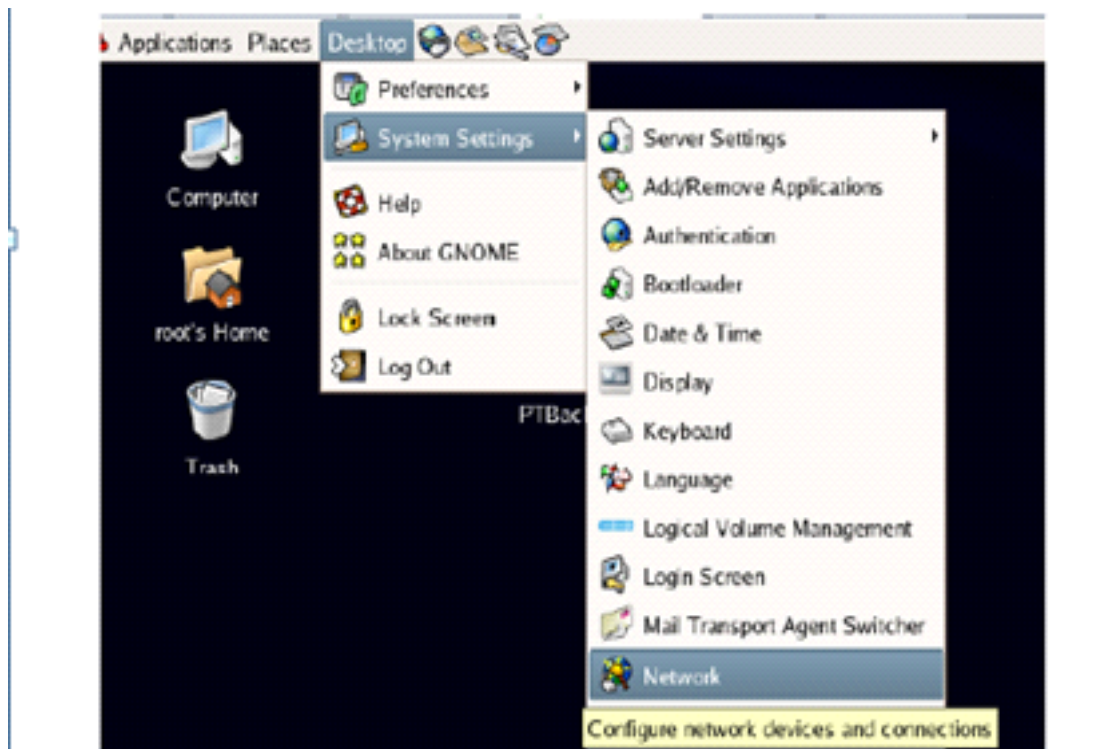 Applications Places Desktop
Preferences
System Settings
Help
About GNOME
Lock Screen
Log Out
Server Settings
Add/Remove Applications
Authentication
Bootloader
Date & Time
Display
Keyboard
Language
Logical Volume Management
Login Screen
Mail Transport Agent Switcher
Network
Configure network devices and connections
Computer
root's Home
Trash
PTBac